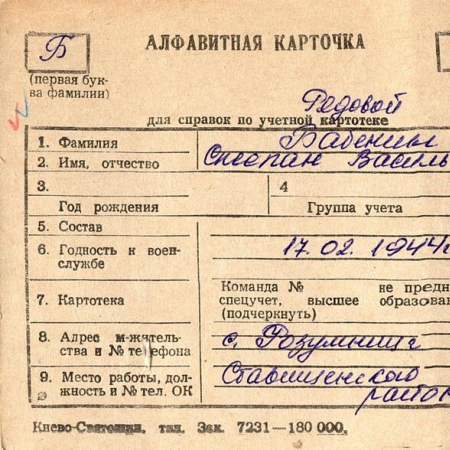 Б
АЛФАВИТНАЯ КАРТОЧКА
(первая бук-
ва фамилии)
Рядовой
для справок по учетной картотеке
1. Фамилия
2. Имя, отчество Степан Василь
3. 4
Год рождения Группа учета
5. Состав
6. Годность к воен-
службе
17.02.1944г
Команда № не предн
7. Картотека спецучет, высшее образован
(подчеркнуть)
8. Адрес м-житель-
ства и № телефона
с. Розумница
9. Место работы, дол-
жность и № тел. ОК
Ставищенского
район
Киево-Святошин. тип. Зак. 7231—180 000.